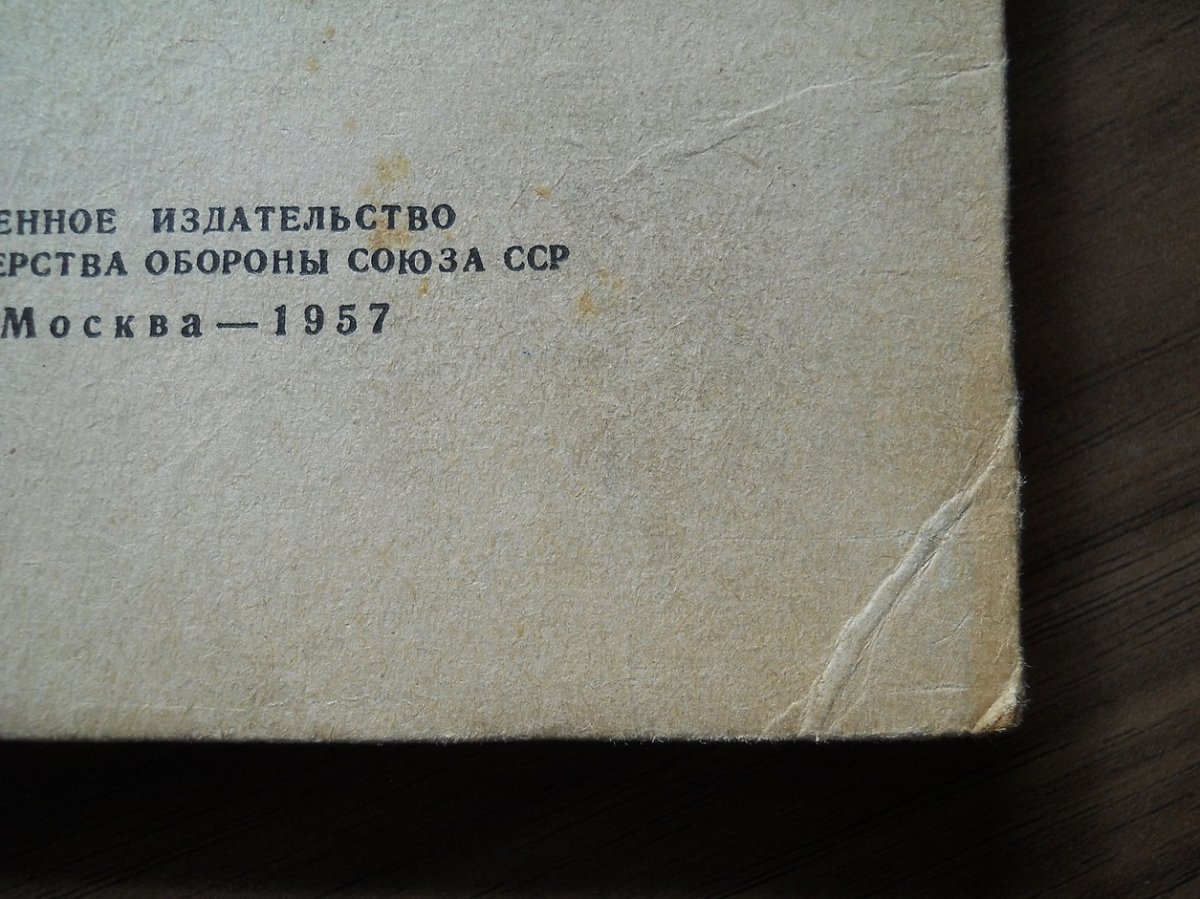 ЕННОЕ ИЗДАТЕЛЬСТВО
ЕРСТВА ОБОРОНЫ СОЮЗА ССР
Москва—1957